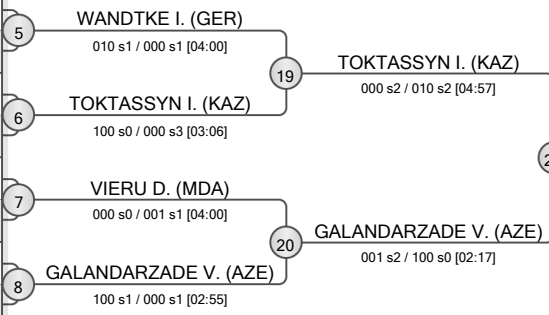 5
WANDTKE I. (GER)
010 s1 / 000 s1 [04:00]
19
TOKTASSYN I. (KAZ)
000 s2 / 010 s2 [04:57]
6
TOKTASSYN I. (KAZ)
100 s0 / 000 s3 [03:06]
7
VIERU D. (MDA)
000 s0 / 001 s1 [04:00]
20
GALANDARZADE V. (AZE)
001 s2 / 100 s0 [02:17]
8
GALANDARZADE V. (AZE)
100 s1 / 000 s1 [02:55]